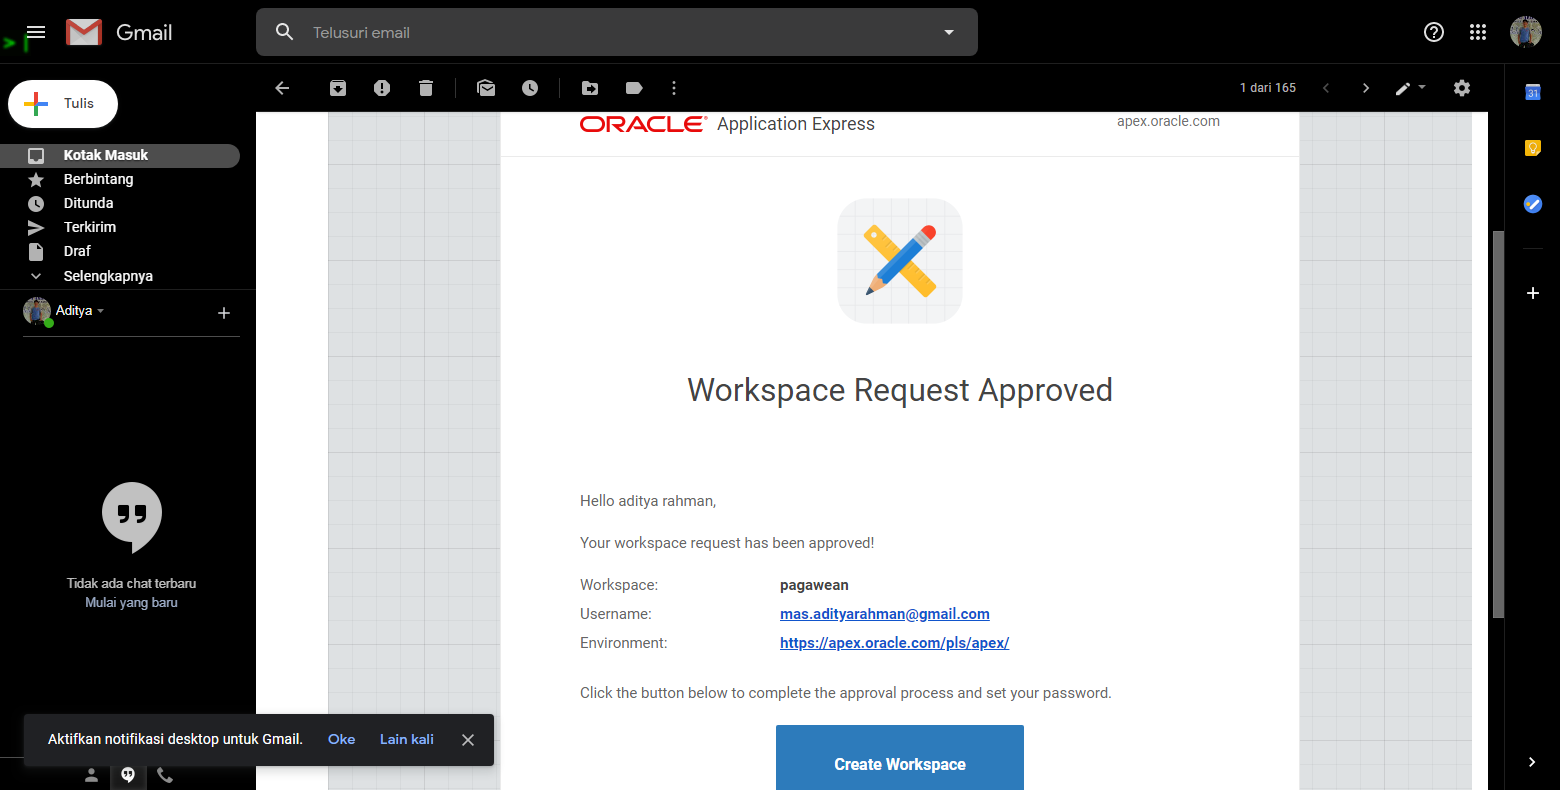 Gmail
Telusuri email
Tulis
1 dari 165
31
Kotak Masuk
Berbintang
Ditunda
Terkirim
Draf
Selengkapnya
Aditya
Tidak ada chat terbaru
Mulai yang baru
ORACLE® Application Express
apex.oracle.com
Workspace Request Approved
Hello aditya rahman,
Your workspace request has been approved!
Workspace: pagawean
Username: mas.adityarahman@gmail.com
Environment: https://apex.oracle.com/pls/apex/
Click the button below to complete the approval process and set your password.
Create Workspace
Aktifkan notifikasi desktop untuk Gmail. Oke Lain kali